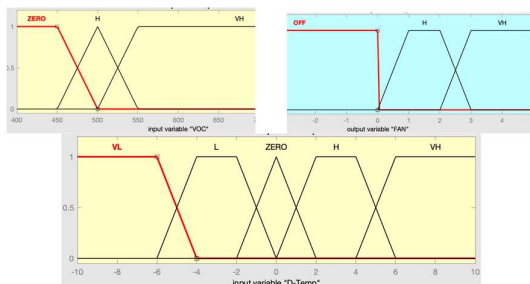 ZERO H VH
1
0.5
0
400 450 500 550 600 650
input variable "VOC"
OFF H VH
-2 -1 0 1 2 3 4
output variable "FAN"
VL L ZERO H VH
1
0.5
0
-10 -8 -6 -4 -2 0 2 4 6 8 10
input variable "D-Temp"